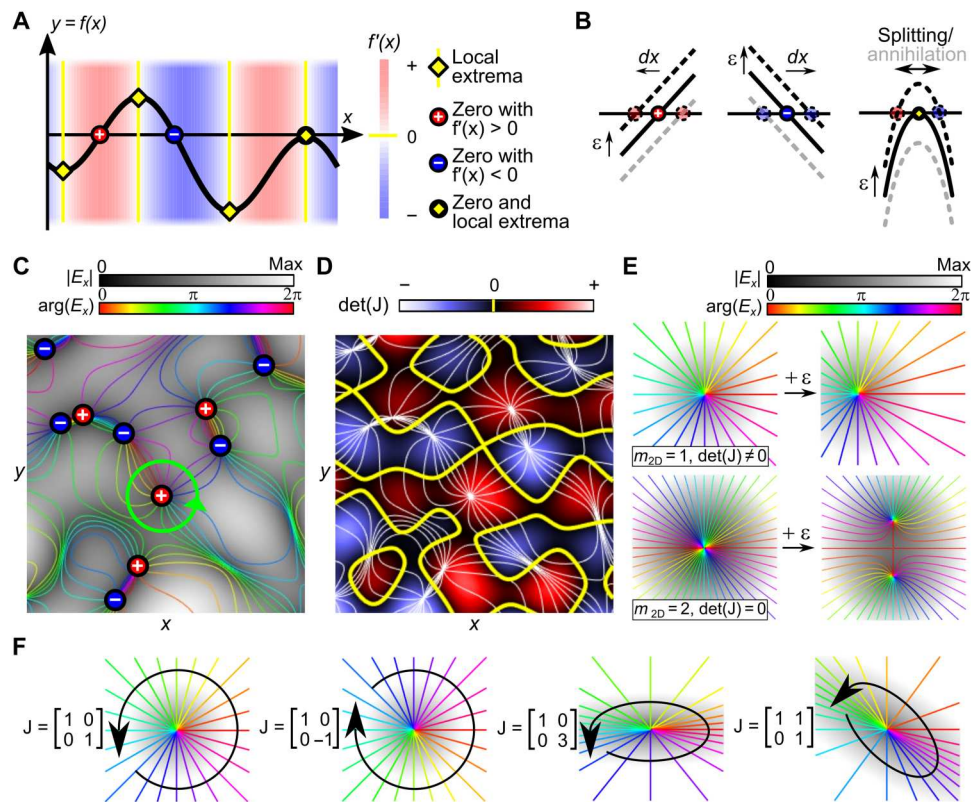 A
y = f(x)
f'(x)
+
0
−
x
+
−
Local
extrema
+ Zero with
f'(x) > 0
− Zero with
f'(x) < 0
Zero and
local extrema
B
dx
ε
+
dx
ε
−
Splitting/
annihilation
ε
C
0 Max
|Eₓ|
arg(Eₓ)
0 π 2π
−
−
+
−
−
+
−
+
+
−
y
x
D
− 0 +
det(J)
y
x
E
0 Max
|Eₓ|
arg(Eₓ)
0 π 2π
+ ε
m₂D = 1, det(J) ≠ 0
+ ε
m₂D = 2, det(J) = 0
F
J = [1 0
0 1]
J = [1 0
0 −1]
J = [1 0
0 3]
J = [1 1
0 1]